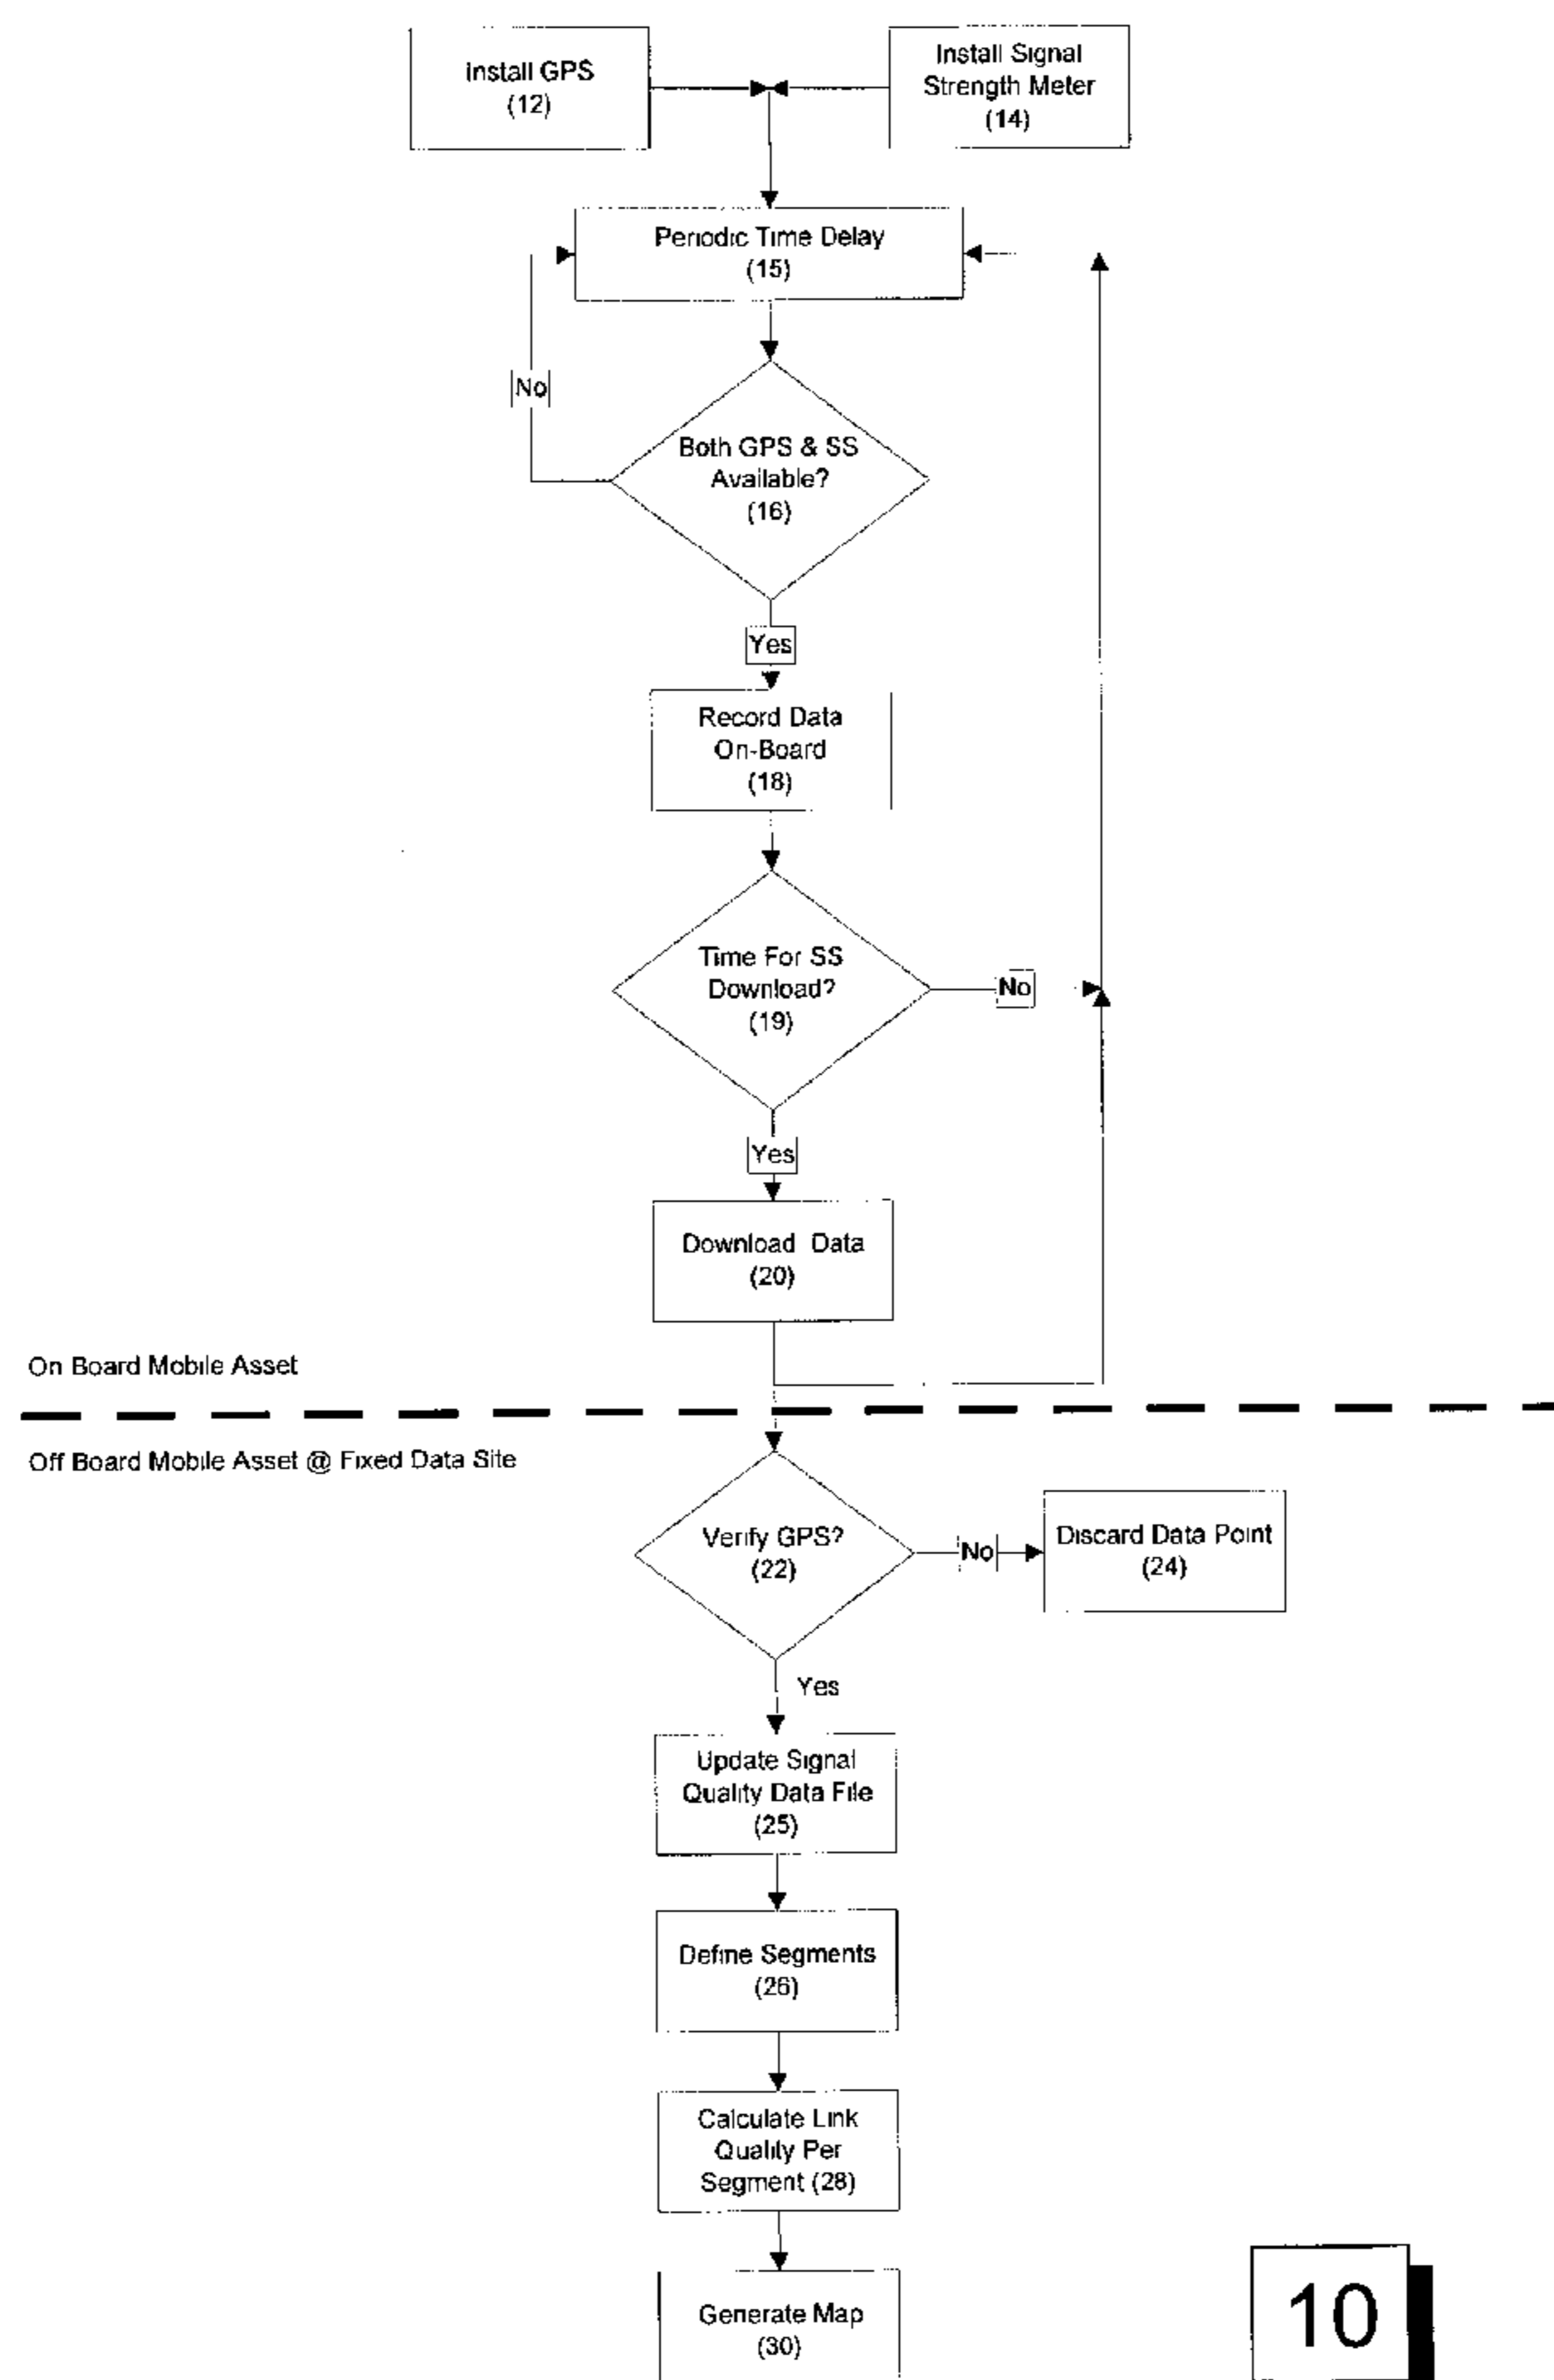 Install GPS
(12)
Install Signal
Strength Meter
(14)
Periodic Time Delay
(15)
No
Both GPS & SS
Available?
(16)
Yes
Record Data
On-Board
(18)
Time For SS
Download?
(19)
No
Yes
Download Data
(20)
On Board Mobile Asset
Off Board Mobile Asset @ Fixed Data Site
Verify GPS?
(22)
No
Discard Data Point
(24)
Yes
Update Signal
Quality Data File
(25)
Define Segments
(26)
Calculate Link
Quality Per
Segment (28)
Generate Map
(30)
10